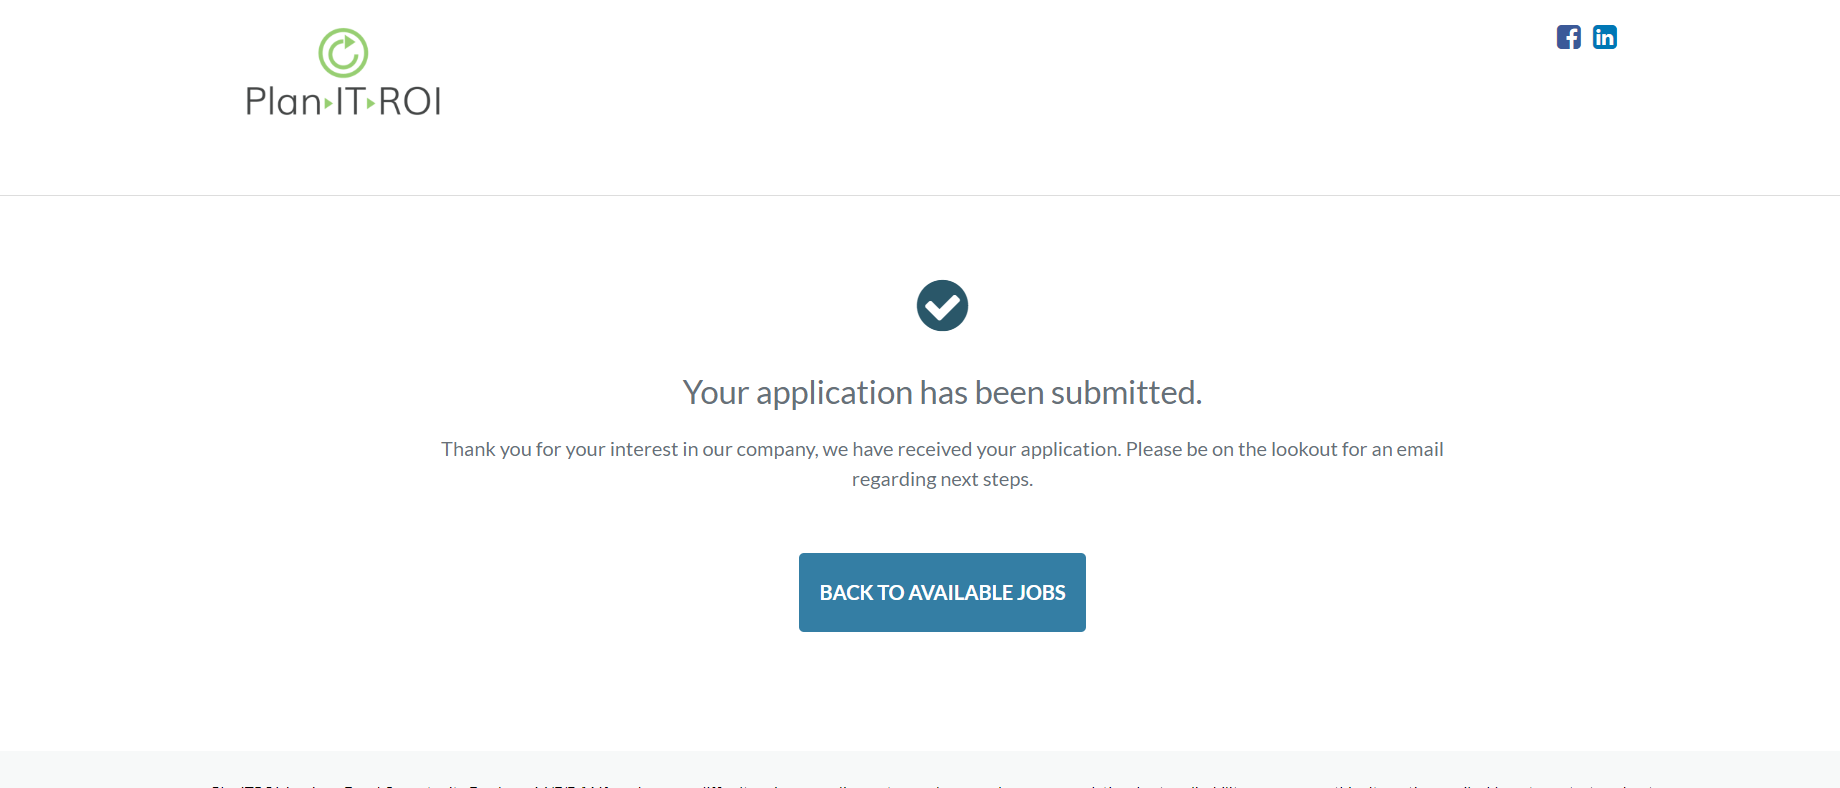 Plan IT ROI
Your application has been submitted.
Thank you for your interest in our company, we have received your application. Please be on the lookout for an email
regarding next steps.
BACK TO AVAILABLE JOBS